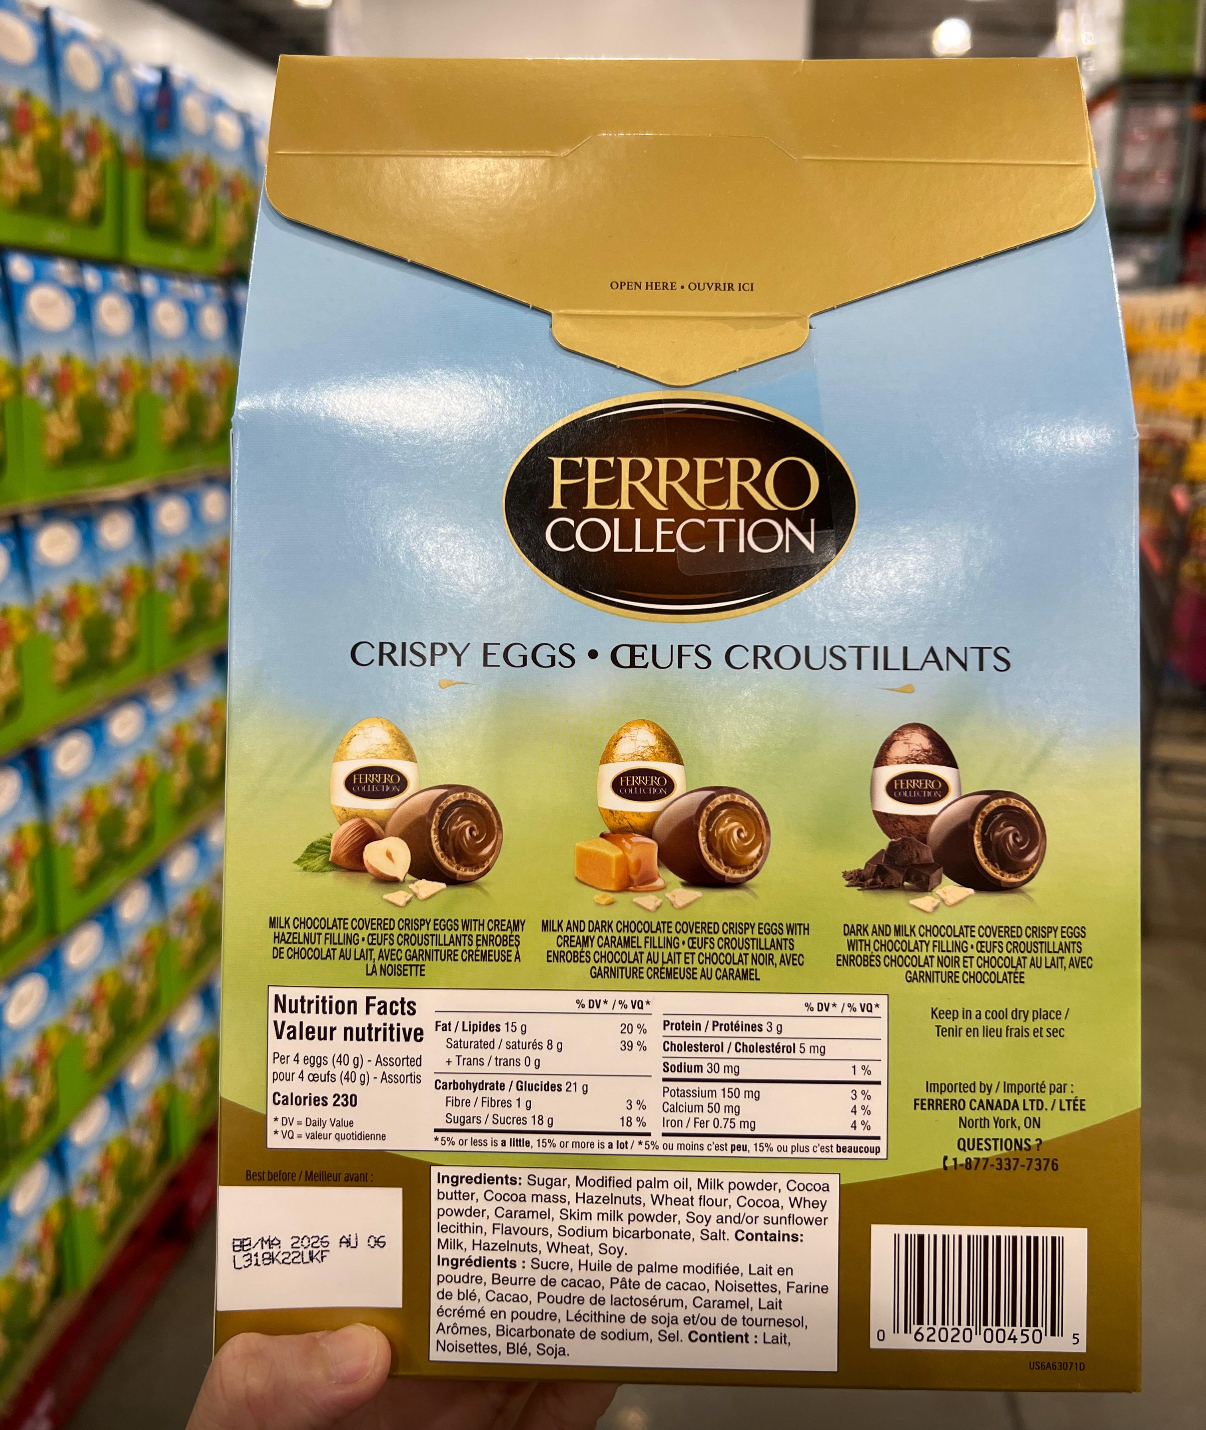 OPEN HERE • OUVRIR ICI
FERRERO
COLLECTION
CRISPY EGGS • ŒUFS CROUSTILLANTS
FERRERO
COLLECTION
FERRERO
COLLECTION
FERRERO
COLLECTION
MILK CHOCOLATE COVERED CRISPY EGGS WITH CREAMY
HAZELNUT FILLING • ŒUFS CROUSTILLANTS ENROBÉS
DE CHOCOLAT AU LAIT, AVEC GARNITURE CRÉMEUSE À
LA NOISETTE
MILK AND DARK CHOCOLATE COVERED CRISPY EGGS WITH
CREAMY CARAMEL FILLING • ŒUFS CROUSTILLANTS
ENROBÉS CHOCOLAT AU LAIT ET CHOCOLAT NOIR, AVEC
GARNITURE CRÉMEUSE AU CARAMEL
DARK AND MILK CHOCOLATE COVERED CRISPY EGGS
WITH CHOCOLATY FILLING • ŒUFS CROUSTILLANTS
ENROBÉS CHOCOLAT NOIR ET CHOCOLAT AU LAIT, AVEC
GARNITURE CHOCOLATÉE
Nutrition Facts
Valeur nutritive
Per 4 eggs (40 g) - Assorted
pour 4 œufs (40 g) - Assortis
Calories 230
* DV = Daily Value
* VQ = valeur quotidienne
% DV* / % VQ*
Fat / Lipides 15 g 20 %
Saturated / saturés 8 g 39 %
+ Trans / trans 0 g
Carbohydrate / Glucides 21 g
Fibre / Fibres 1 g 3 %
Sugars / Sucres 18 g 18 %
% DV* / % VQ*
Protein / Protéines 3 g
Cholesterol / Cholestérol 5 mg
Sodium 30 mg 1 %
Potassium 150 mg 3 %
Calcium 50 mg 4 %
Iron / Fer 0.75 mg 4 %
*5% or less is a little, 15% or more is a lot / *5% ou moins c'est peu, 15% ou plus c'est beaucoup
Keep in a cool dry place /
Tenir en lieu frais et sec
Imported by / Importé par :
FERRERO CANADA LTD. / LTÉE
North York, ON
QUESTIONS ?
1-877-337-7376
Best before / Meilleur avant :
BB/MA 2026 AU 06
L318K22UKF
Ingredients: Sugar, Modified palm oil, Milk powder, Cocoa
butter, Cocoa mass, Hazelnuts, Wheat flour, Cocoa, Whey
powder, Caramel, Skim milk powder, Soy and/or sunflower
lecithin, Flavours, Sodium bicarbonate, Salt. Contains:
Milk, Hazelnuts, Wheat, Soy.
Ingrédients : Sucre, Huile de palme modifiée, Lait en
poudre, Beurre de cacao, Pâte de cacao, Noisettes, Farine
de blé, Cacao, Poudre de lactosérum, Caramel, Lait
écrémé en poudre, Lécithine de soja et/ou de tournesol,
Arômes, Bicarbonate de sodium, Sel. Contient : Lait,
Noisettes, Blé, Soja.
0 62020 00450 5
US6A63071D